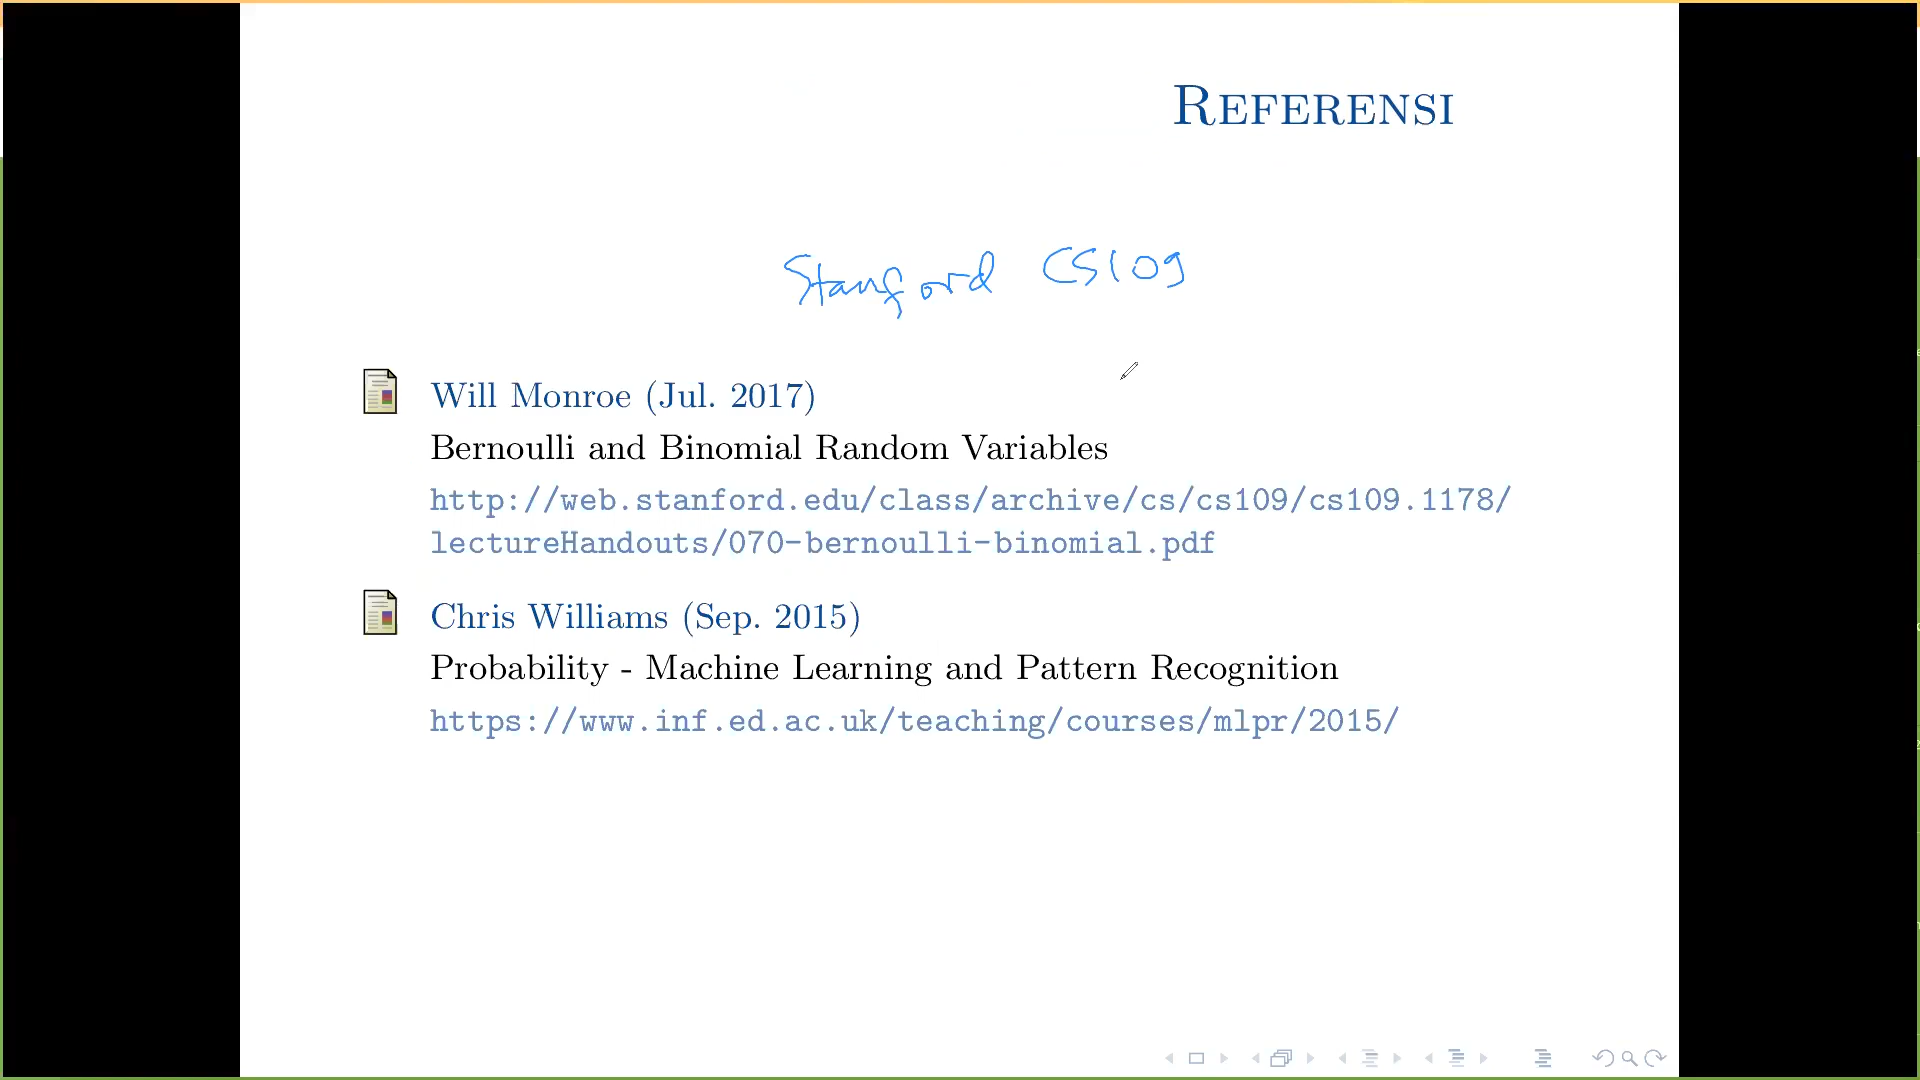 REFERENSI
Stanford CS109
Will Monroe (Jul. 2017)
Bernoulli and Binomial Random Variables
http://web.stanford.edu/class/archive/cs/cs109/cs109.1178/
lectureHandouts/070-bernoulli-binomial.pdf
Chris Williams (Sep. 2015)
Probability - Machine Learning and Pattern Recognition
https://www.inf.ed.ac.uk/teaching/courses/mlpr/2015/